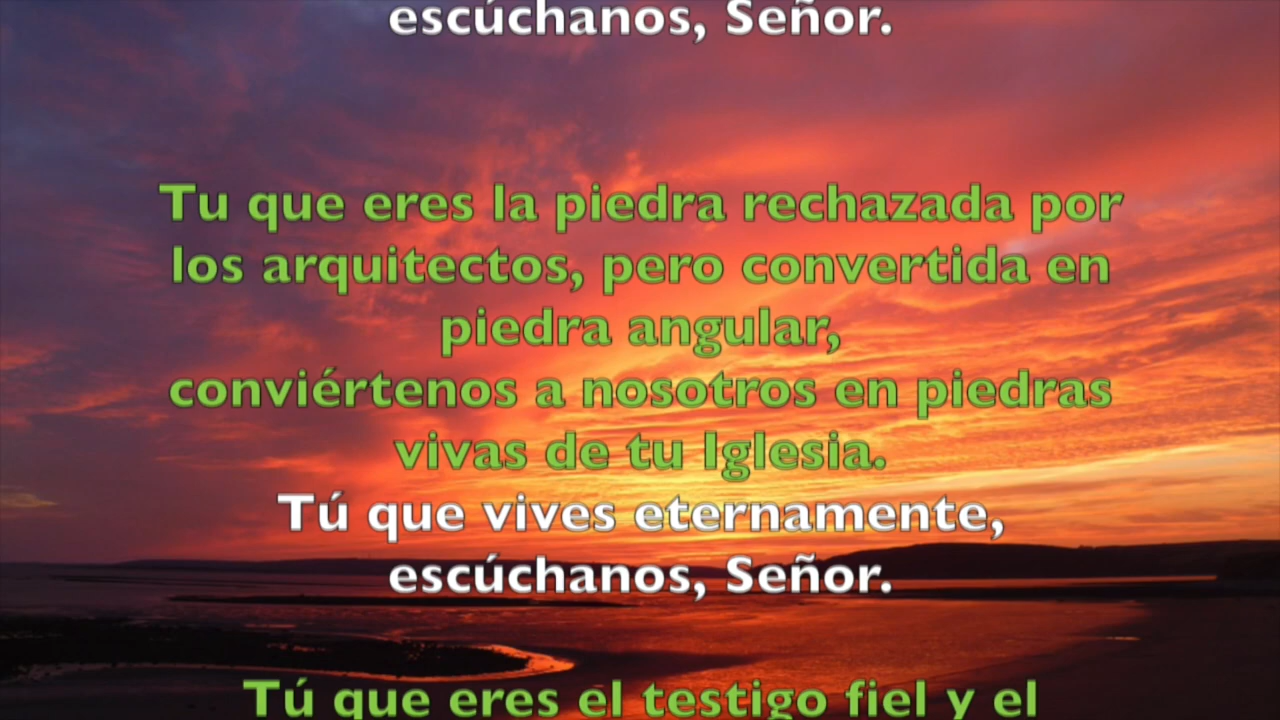 escúchanos, Señor.
Tu que eres la piedra rechazada por
los arquitectos, pero convertida en
piedra angular,
conviértenos a nosotros en piedras
vivas de tu Iglesia.
Tú que vives eternamente,
escúchanos, Señor.
Tú que eres el testigo fiel y el